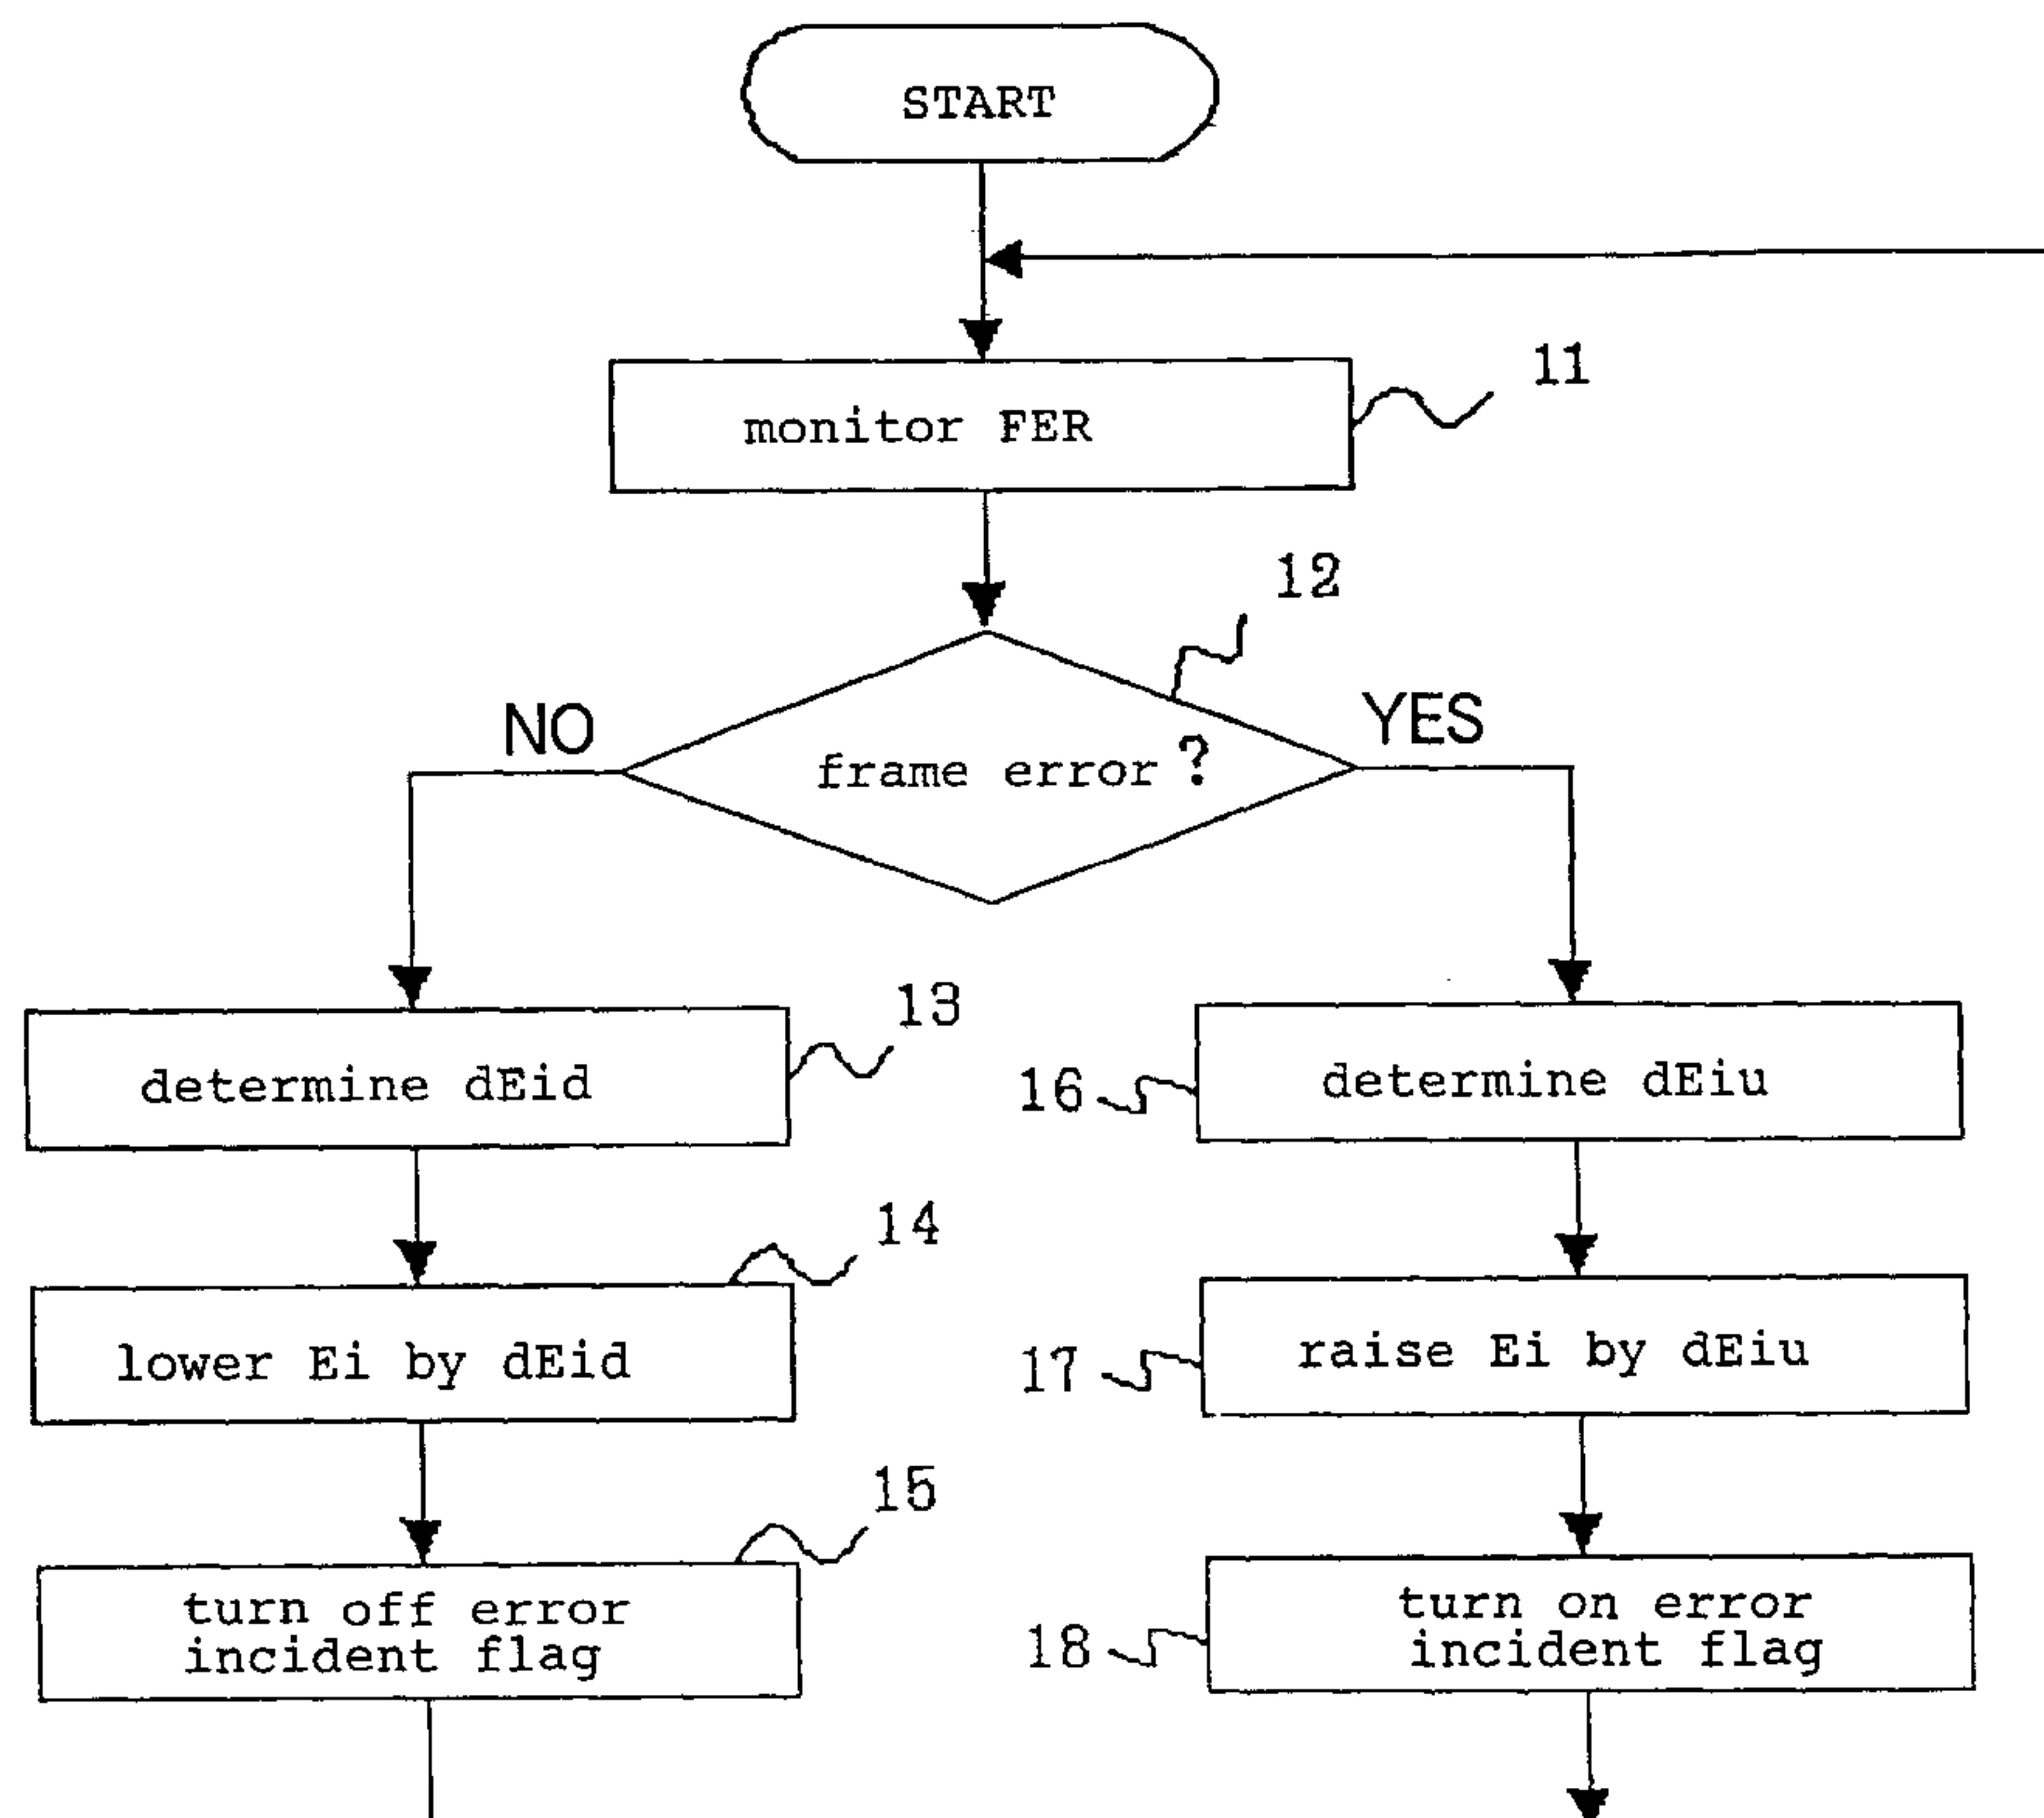 START
monitor FER
11
12
NO
YES
frame error ?
determine dEid
13
16
determine dEiu
lower Ei by dEid
14
17
raise Ei by dEiu
turn off error
incident flag
15
18
turn on error
incident flag